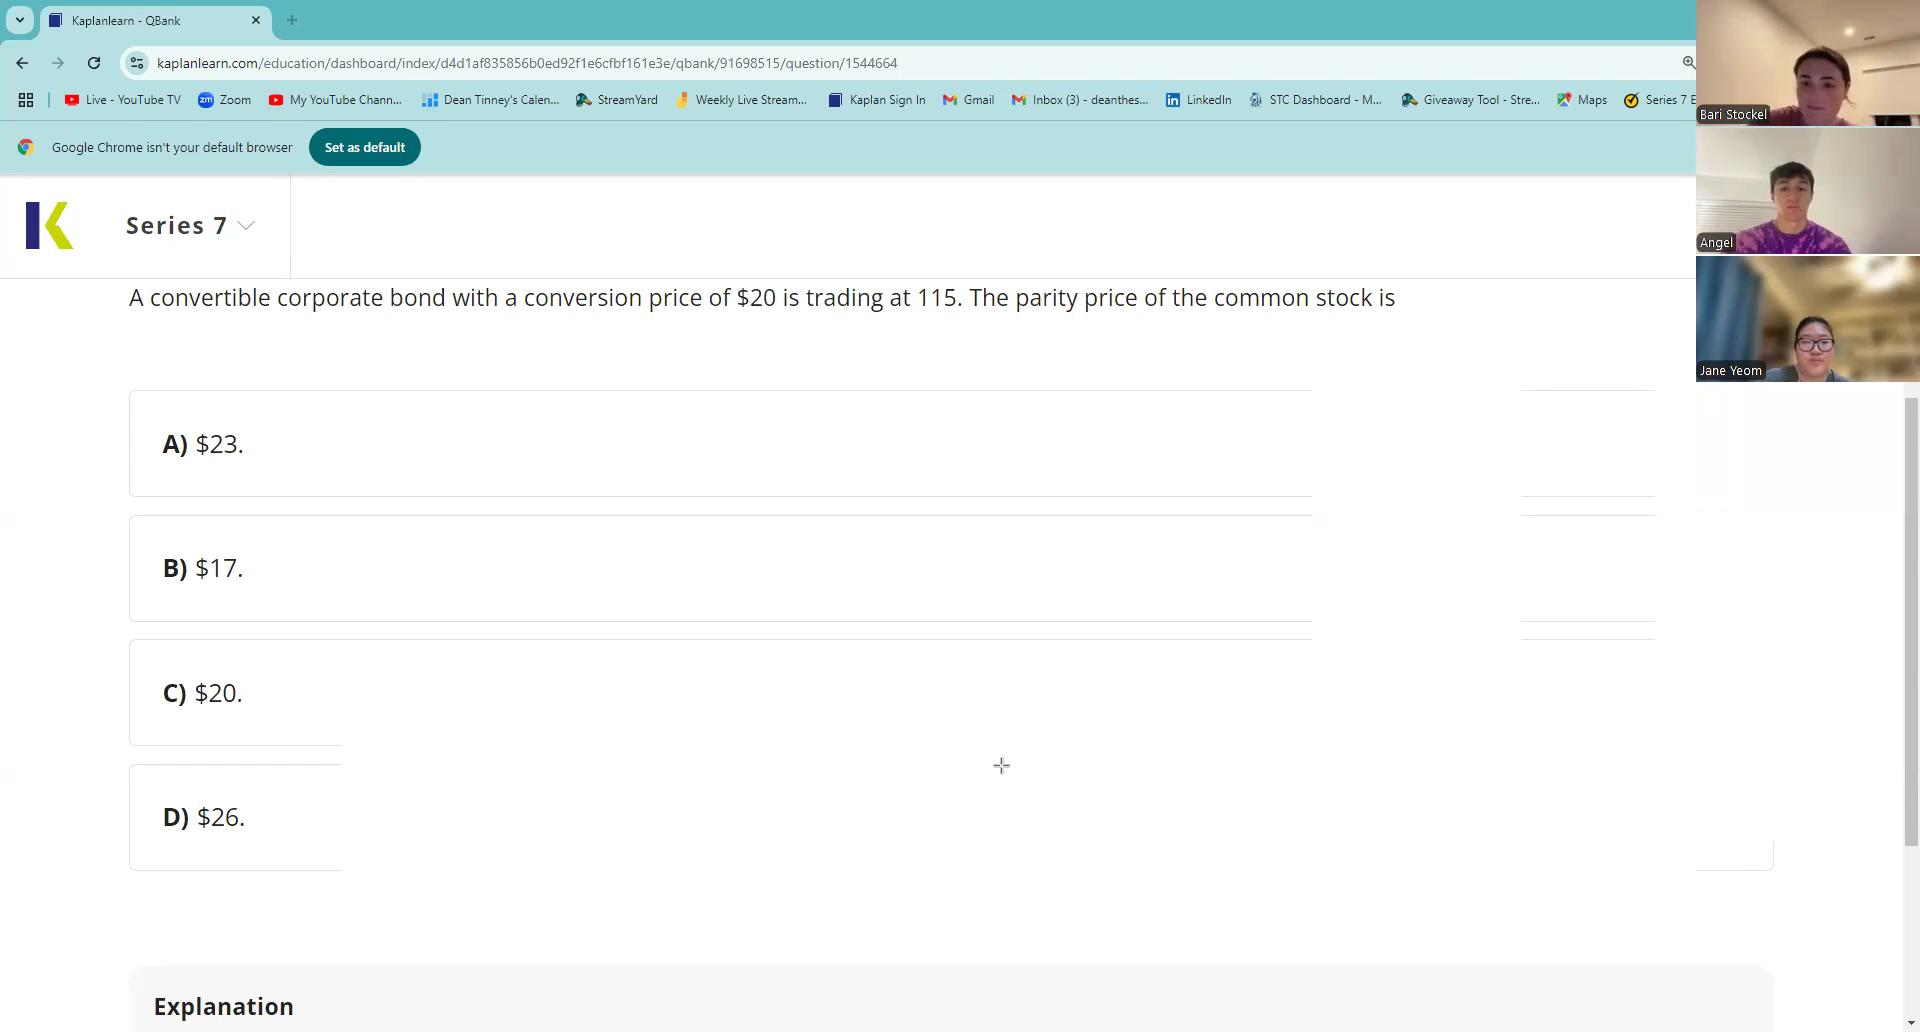 Kaplanlearn - QBank
kaplanlearn.com/education/dashboard/index/d4d1af835856b0ed92f1e6cfbf161e3e/qbank/91698515/question/1544664
Live - YouTube TV
Zoom
My YouTube Chann...
Dean Tinney's Calen...
StreamYard
Weekly Live Stream...
Kaplan Sign In
Gmail
Inbox (3) - deanthes...
LinkedIn
STC Dashboard - M...
Giveaway Tool - Stre...
Maps
Series 7 E
Google Chrome isn't your default browser
Set as default
Bari Stockel
Angel
Jane Yeom
Series 7
A convertible corporate bond with a conversion price of $20 is trading at 115. The parity price of the common stock is
A) $23.
B) $17.
C) $20.
D) $26.
Explanation